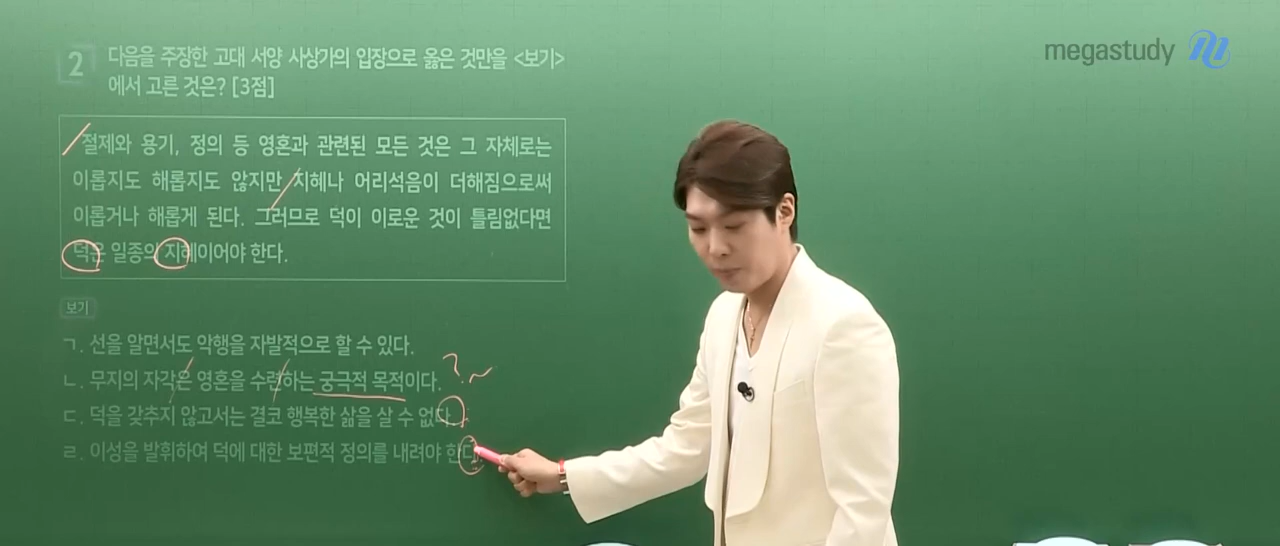 megastudy
2 다음을 주장한 고대 서양 사상가의 입장으로 옳은 것만을 <보기>
에서 고른 것은? [3점]
절제와 용기, 정의 등 영혼과 관련된 모든 것은 그 자체로는
이롭지도 해롭지도 않지만 지혜나 어리석음이 더해짐으로써
이롭거나 해롭게 된다. 그러므로 덕이 이로운 것이 틀림없다면
덕은 일종의 지혜이어야 한다.
보기
ㄱ. 선을 알면서도 악행을 자발적으로 할 수 있다.
ㄴ. 무지의 자각은 영혼을 수련하는 궁극적 목적이다.
ㄷ. 덕을 갖추지 않고서는 결코 행복한 삶을 살 수 없다.
ㄹ. 이성을 발휘하여 덕에 대한 보편적 정의를 내려야 한다.